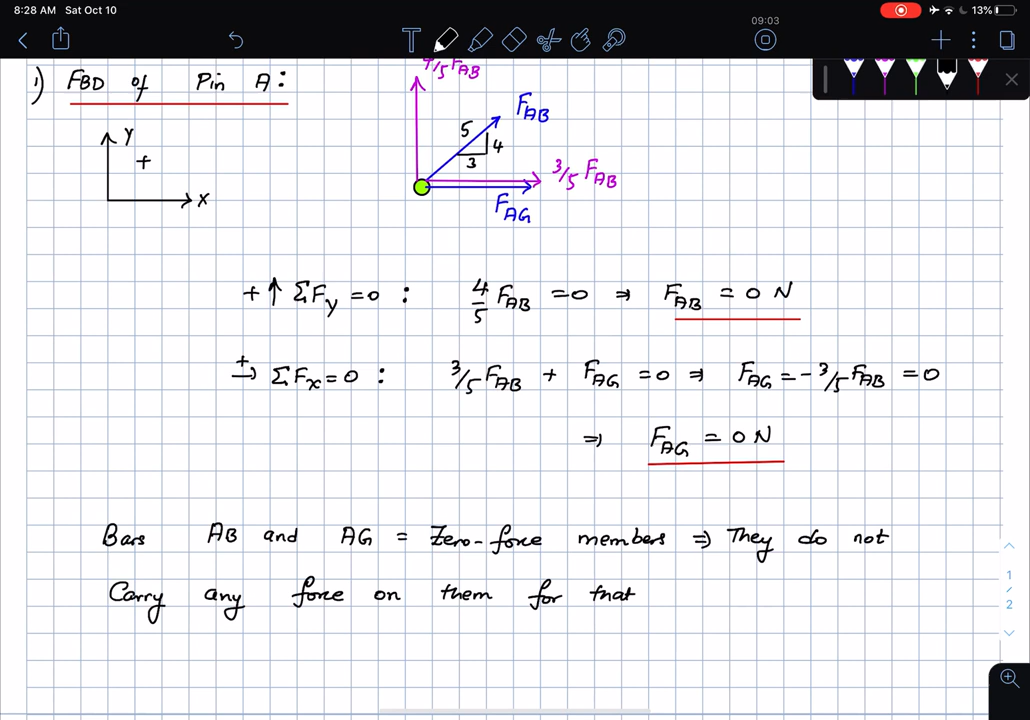 8:28 AM Sat Oct 10
13%
09:03
1) FBD of Pin A:
4/5 FAB
FAB
5
4
3
3/5 FAB
FAG
Y
+
X
+↑ ΣFy = 0 : 4/5 FAB = 0 ⇒ FAB = 0 N
+→ ΣFx = 0 : 3/5 FAB + FAG = 0 ⇒ FAG = - 3/5 FAB = 0
⇒ FAG = 0 N
Bars AB and AG = Zero-force members ⇒ They do not
Carry any force on them for that
1/2